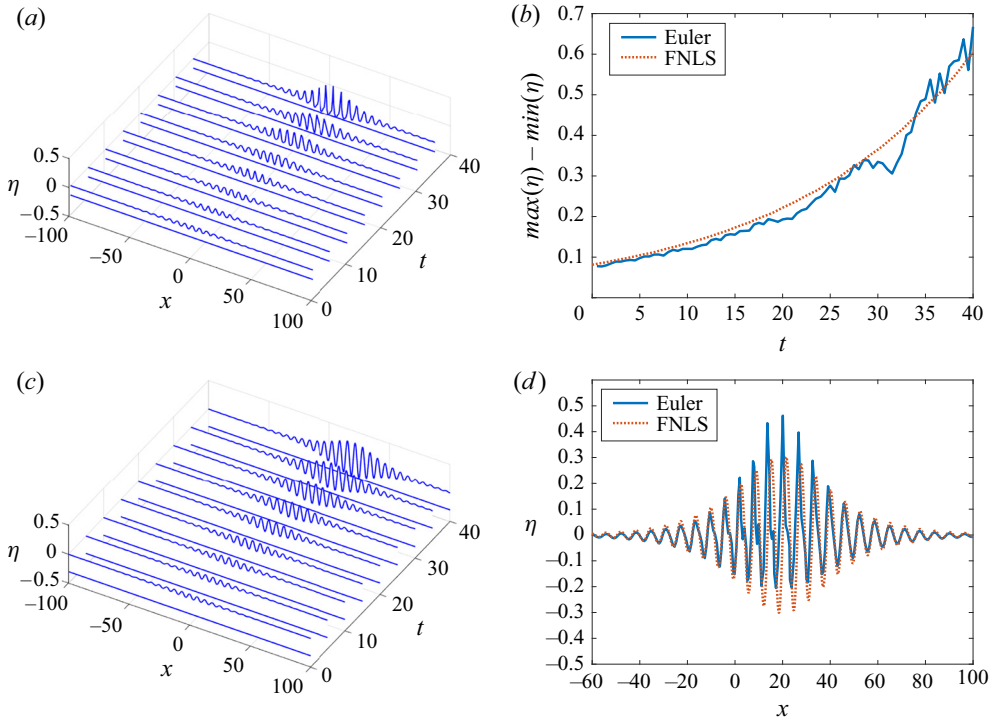 (a)
0.5
η 0
−0.5
−100
−50
0
50
100
x
0
10
20
30
40
t
(b)
0.7
0.6
0.5
0.4
0.3
0.2
0.1
max(η) − min(η)
Euler
FNLS
0 5 10 15 20 25 30 35 40
t
(c)
0.5
η 0
−0.5
−100
−50
0
50
100
x
0
10
20
30
40
t
(d)
0.5
0.4
0.3
0.2
0.1
η 0
−0.1
−0.2
−0.3
−0.4
−0.5
Euler
FNLS
−60 −40 −20 0 20 40 60 80 100
x